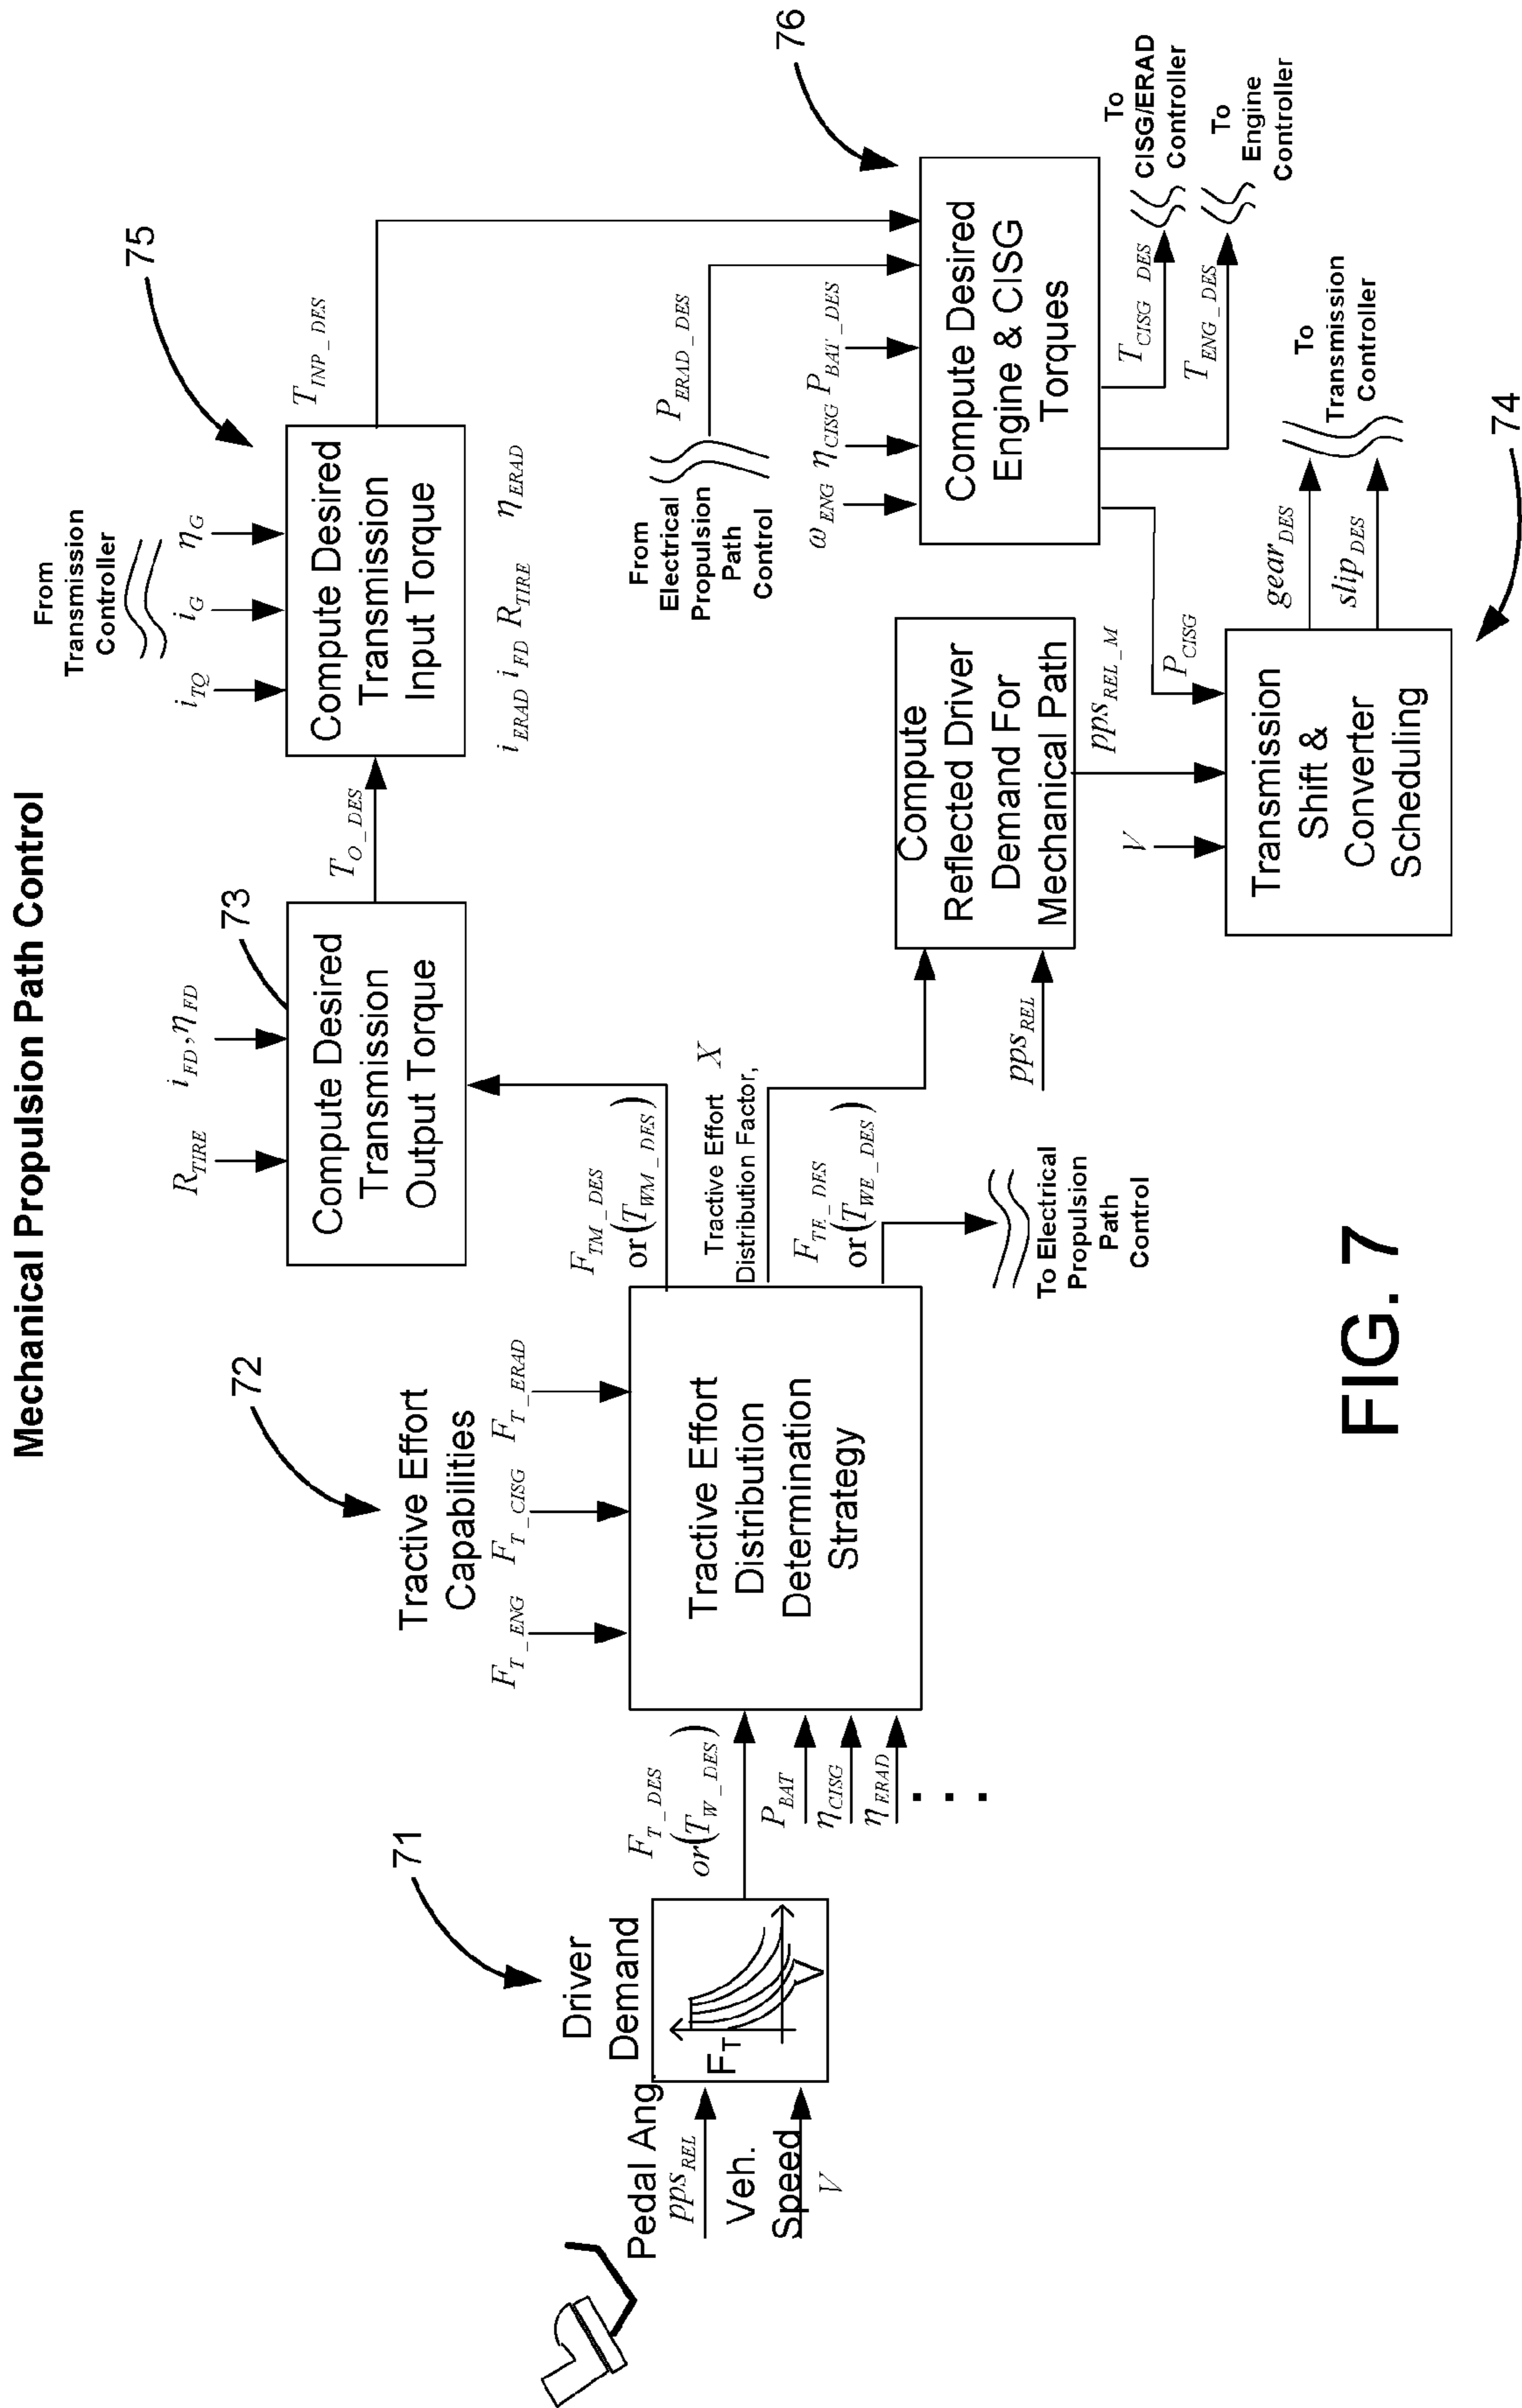 Mechanical Propulsion Path Control
Pedal Ang
pps_REL
Veh.
Speed
V
Driver
Demand
F_T
V
71
F_T_DES
or(T_W_DES)
P_BAT
η_CISG
η_ERAD
...
72
Tractive Effort
Capabilities
F_T_ENG F_T_CISG F_T_ERAD
Tractive Effort
Distribution
Determination
Strategy
F_TM_DES
or(T_WM_DES)
Tractive Effort X
Distribution Factor,
F_TE_DES
or(T_WE_DES)
To Electrical
Propulsion
Path
Control
R_TIRE i_FD, η_FD
73
Compute Desired
Transmission
Output Torque
T_O_DES
From
Transmission
Controller
i_TQ i_G η_G
75
Compute Desired
Transmission
Input Torque
i_ERAD i_FD R_TIRE η_ERAD
T_INP_DES
pps_REL
Compute
Reflected Driver
Demand For
Mechanical Path
pps_REL_M
V
P_CISG
Transmission
Shift &
Converter
Scheduling
gear_DES
slip_DES
To
Transmission
Controller
74
From
Electrical
Propulsion
Path
Control
P_ERAD_DES
ω_ENG η_CISG P_BAT_DES
76
Compute Desired
Engine & CISG
Torques
T_CISG DES
T_ENG_DES
To
CISG/ERAD
Controller
To
Engine
Controller
FIG. 7